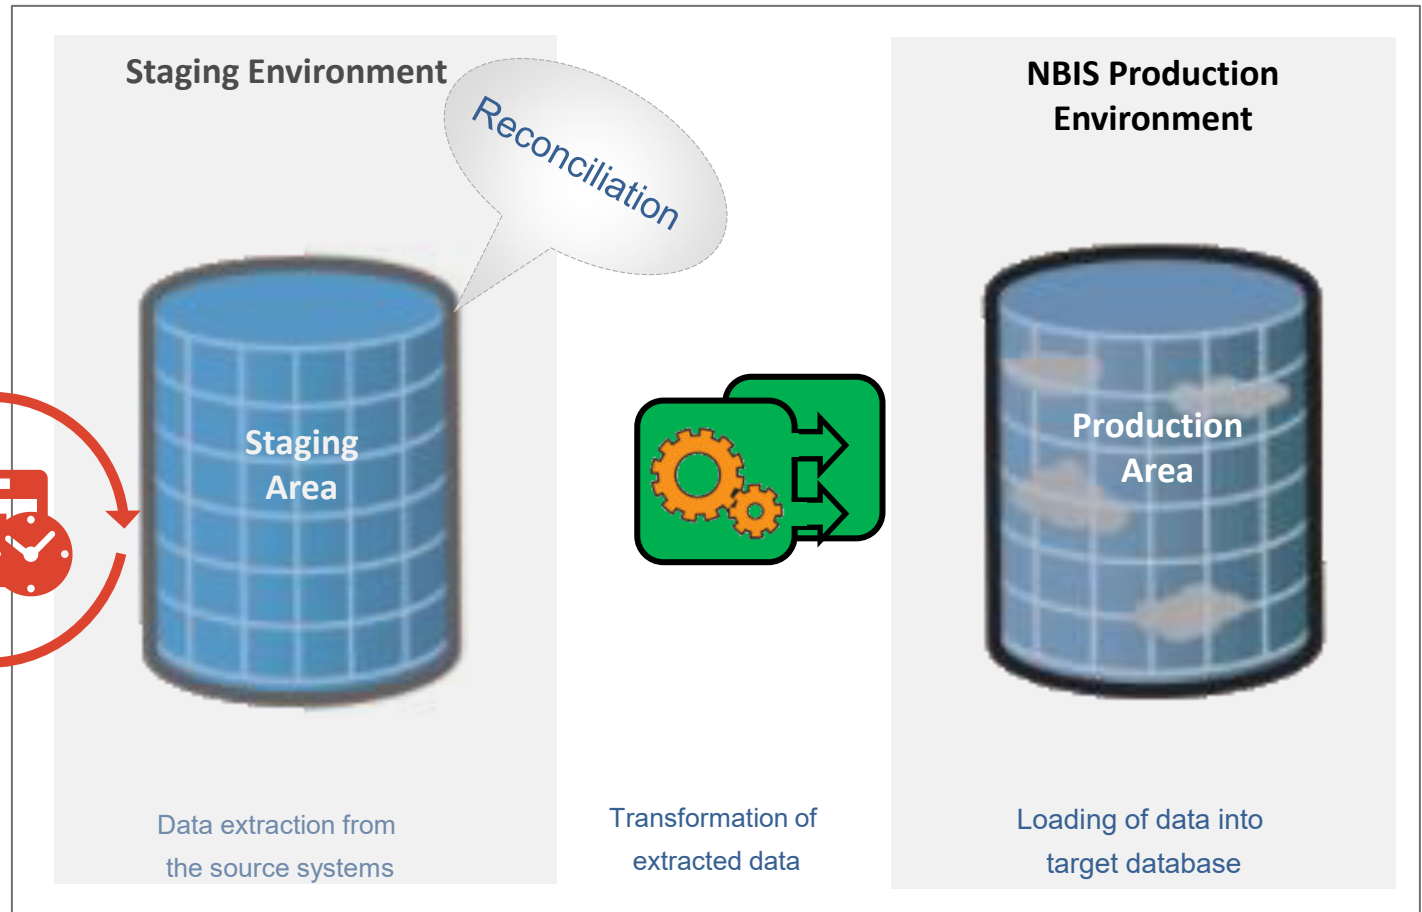 Staging Environment
Reconciliation
NBIS Production
Environment
Staging
Area
Production
Area
Data extraction from
the source systems
Transformation of
extracted data
Loading of data into
target database